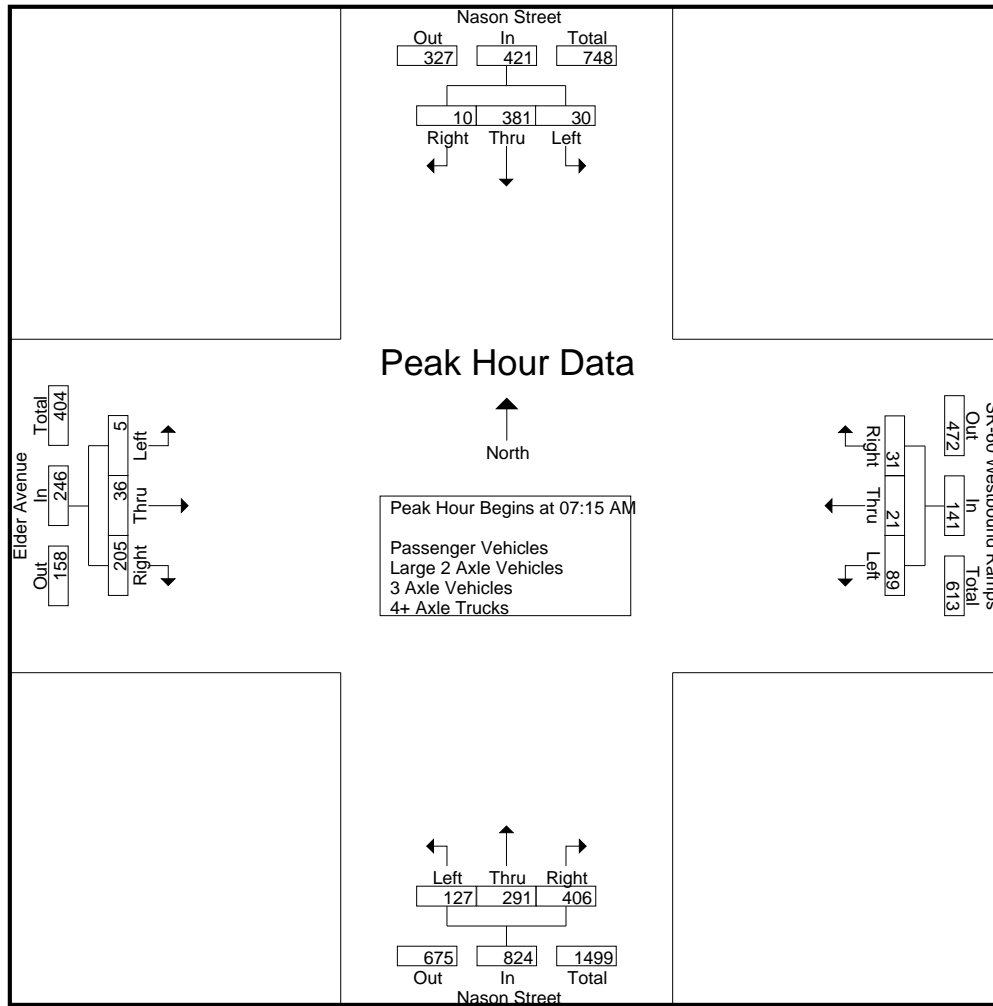 Nason Street
Out In Total
327 421 748
10 381 30
Right Thru Left
Peak Hour Data
North
Peak Hour Begins at 07:15 AM
Passenger Vehicles
Large 2 Axle Vehicles
3 Axle Vehicles
4+ Axle Trucks
Elder Avenue
Out In Total
158 246 404
205 36 5
Right Thru Left
Westbound Ramps
Out In Total
472 141 613
31 21 89
Right Thru Left
Left Thru Right
127 291 406
675 824 1499
Out In Total
Nason Street